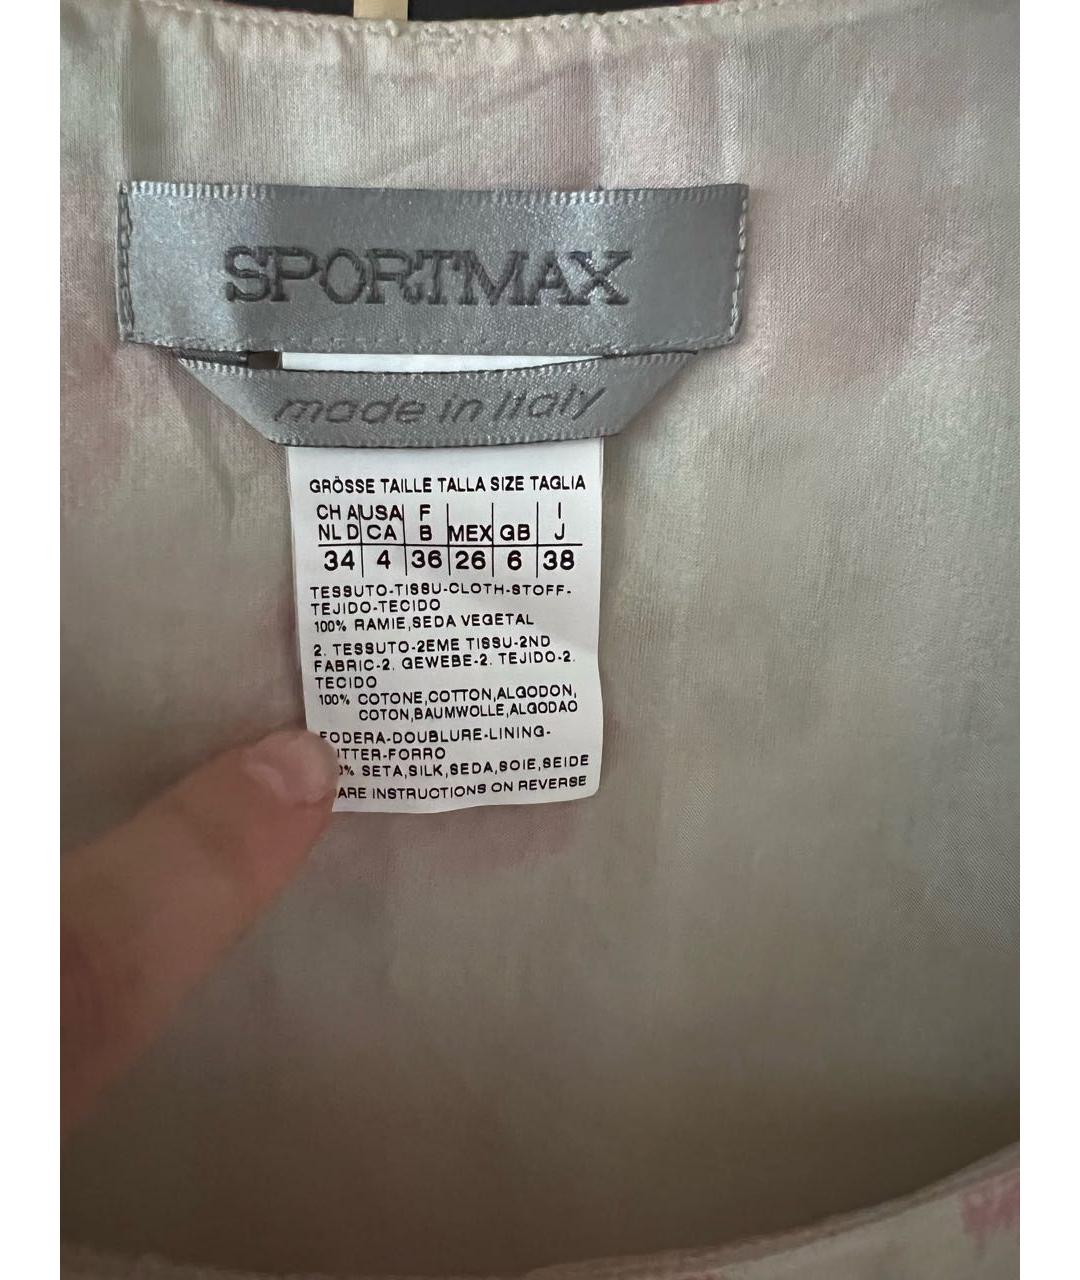 SPORTMAX
made in Italy
GRÖSSE TAILLE TALLA SIZE TAGLIA
CH A USA F I
NL D CA B MEX GB J
34 4 36 26 6 38
TESSUTO-TISSU-CLOTH-STOFF-
TEJIDO-TECIDO
100% RAMIE,SEDA VEGETAL
2. TESSUTO-2EME TISSU-2ND
FABRIC-2. GEWEBE-2. TEJIDO-2.
TECIDO
100% COTONE,COTTON,ALGODON,
COTON,BAUMWOLLE,ALGODAO
FODERA-DOUBLURE-LINING-
TTER-FORRO
% SETA,SILK,SEDA,SOIE,SEIDE
ARE INSTRUCTIONS ON REVERSE